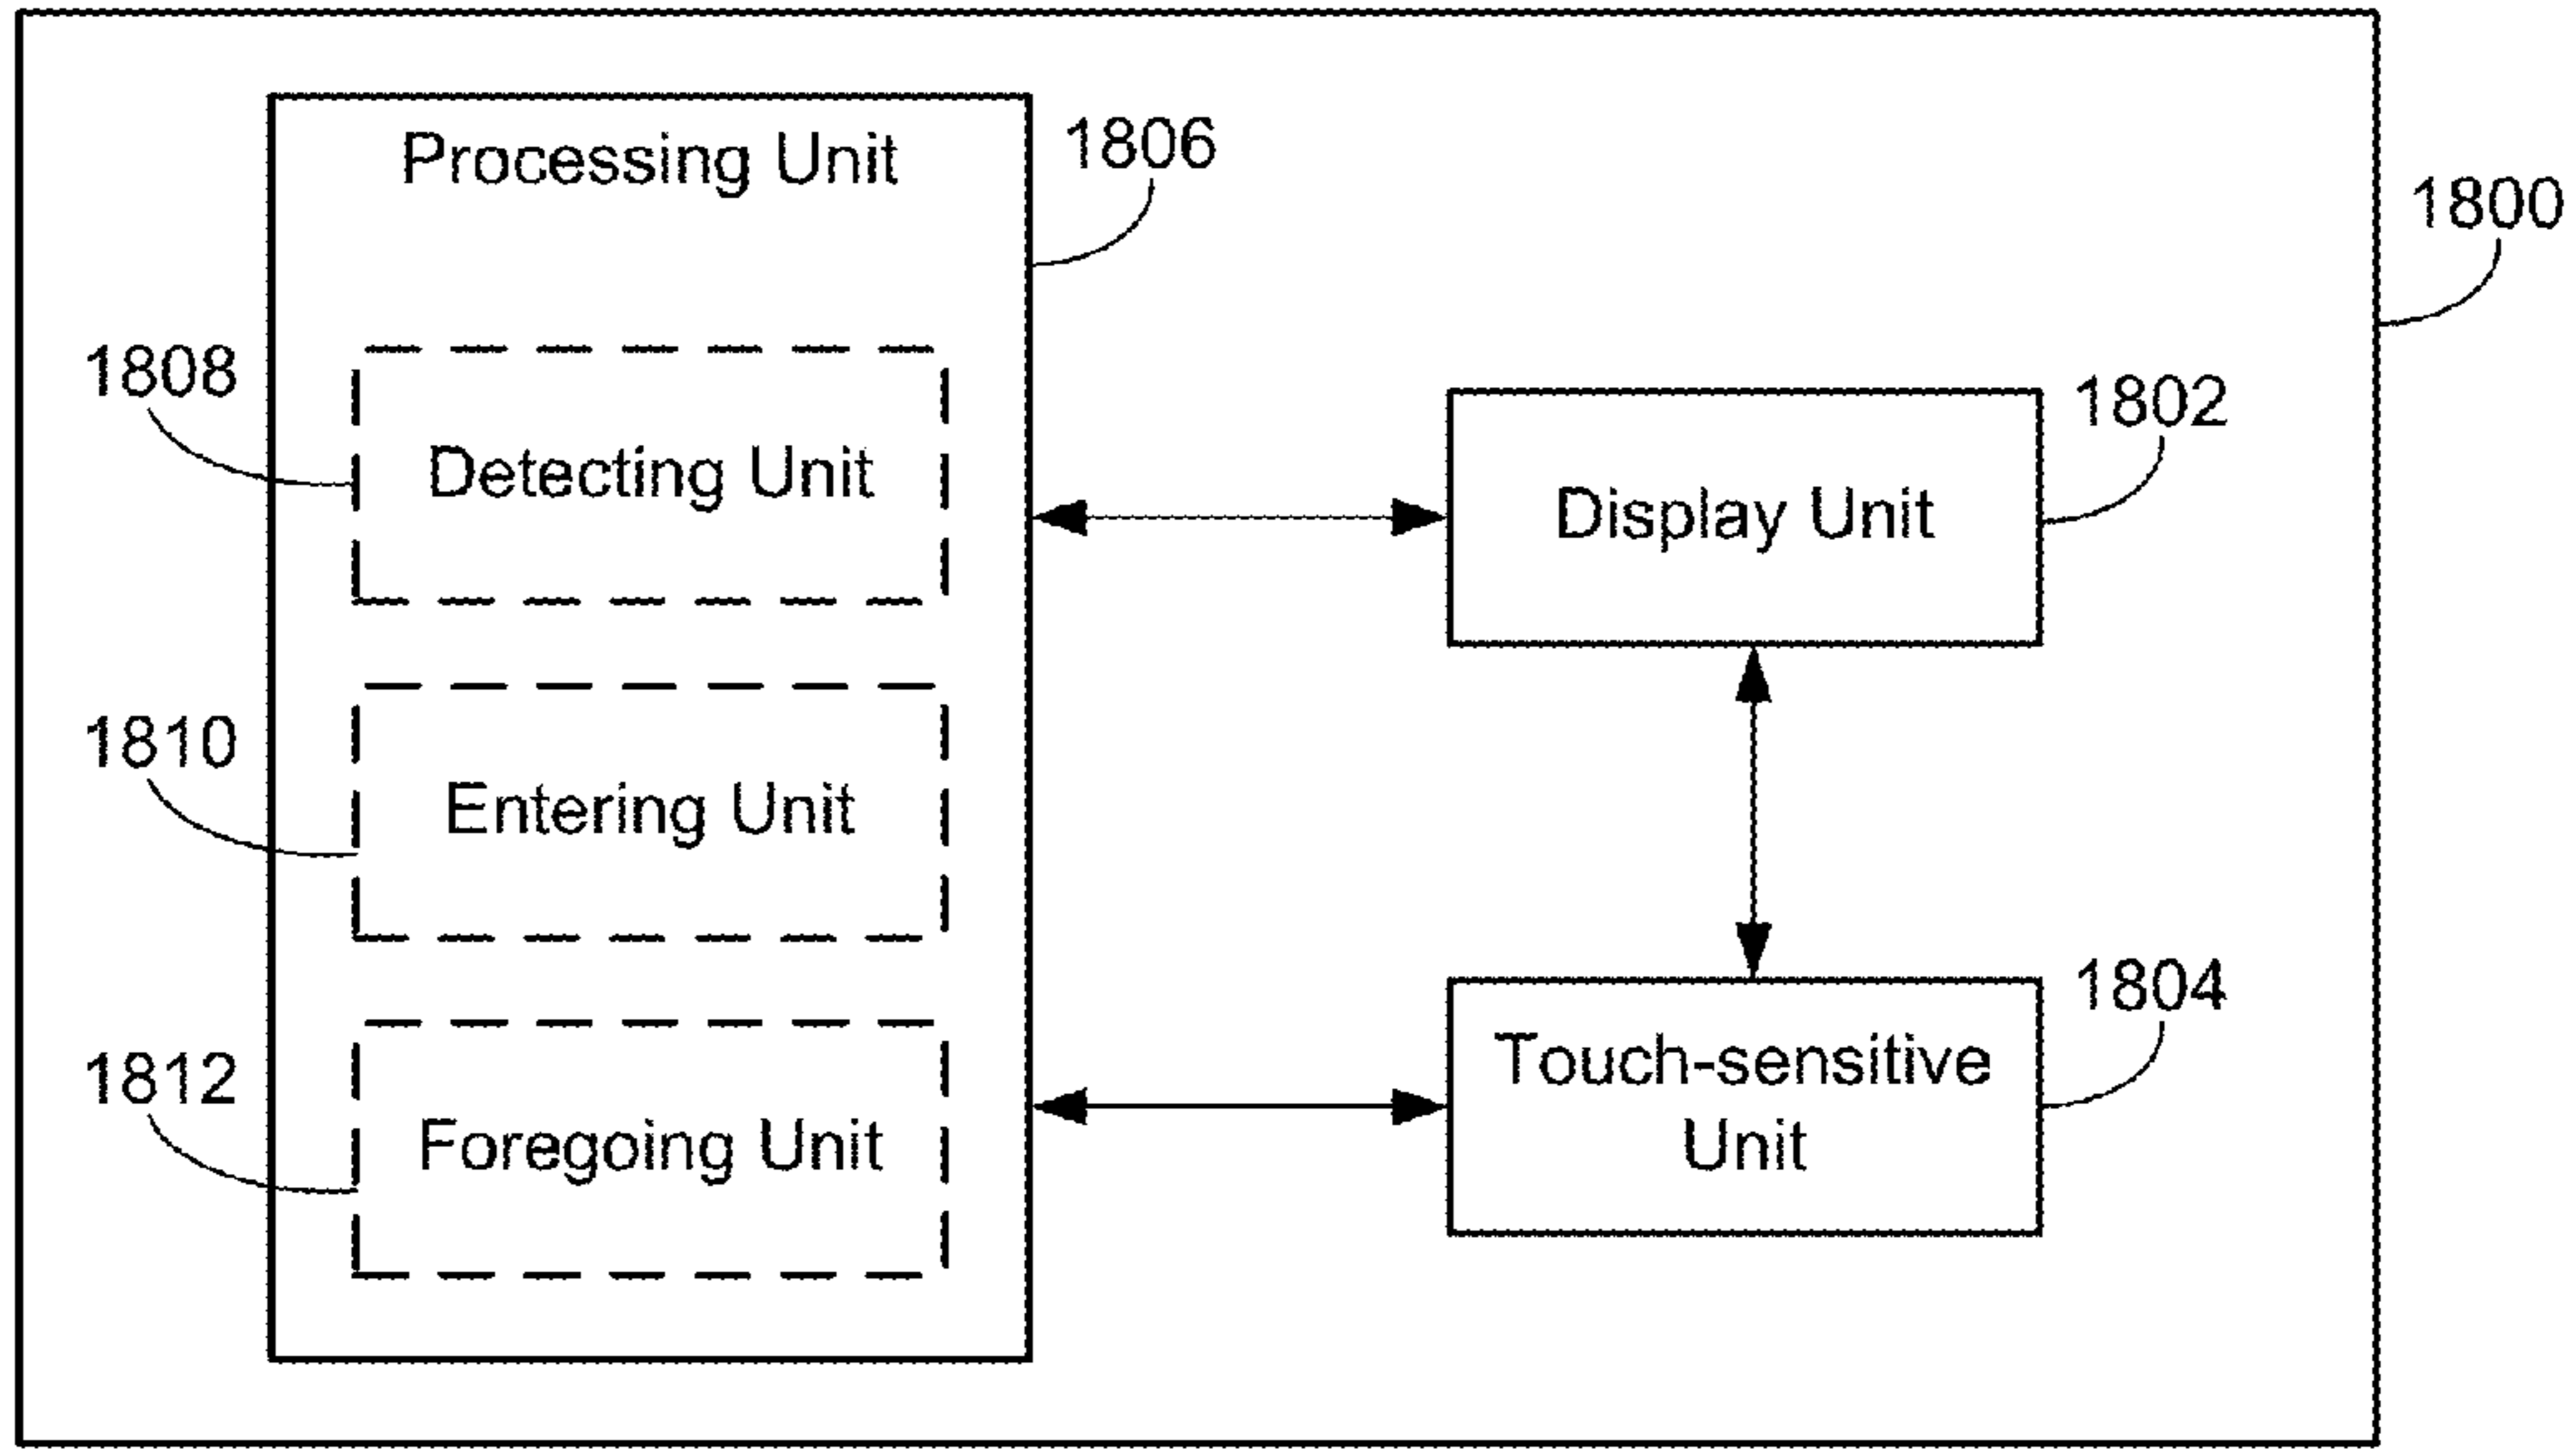 Processing Unit
1806
1800
1808
Detecting Unit
1802
Display Unit
1810
Entering Unit
1804
Touch-sensitive
Unit
1812
Foregoing Unit